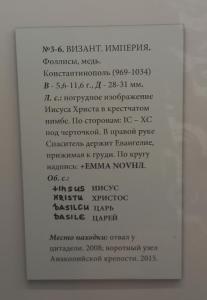 №3-6. ВИЗАНТ. ИМПЕРИЯ.
Фоллисы, медь.
Константинополь (969-1034)
В - 5,6-11,6 г., Д - 28-31 мм.
Л. с.: погрудное изображение
Иисуса Христа в крестчатом
нимбе. По сторонам: IC – XC
под черточкой. В правой руке
Спаситель держит Евангелие,
прижимая к груди. По кругу
надпись: +EMMA NOVHΛ.
Об. с.:
+IhSUS ИИСУС
XRISTU ХРИСТОС
bASILEU ЦАРЬ
bASILE ЦАРЕЙ
Место находки: отвал у
цитадели. 2008; воротный узел
Анакопийской крепости. 2015.